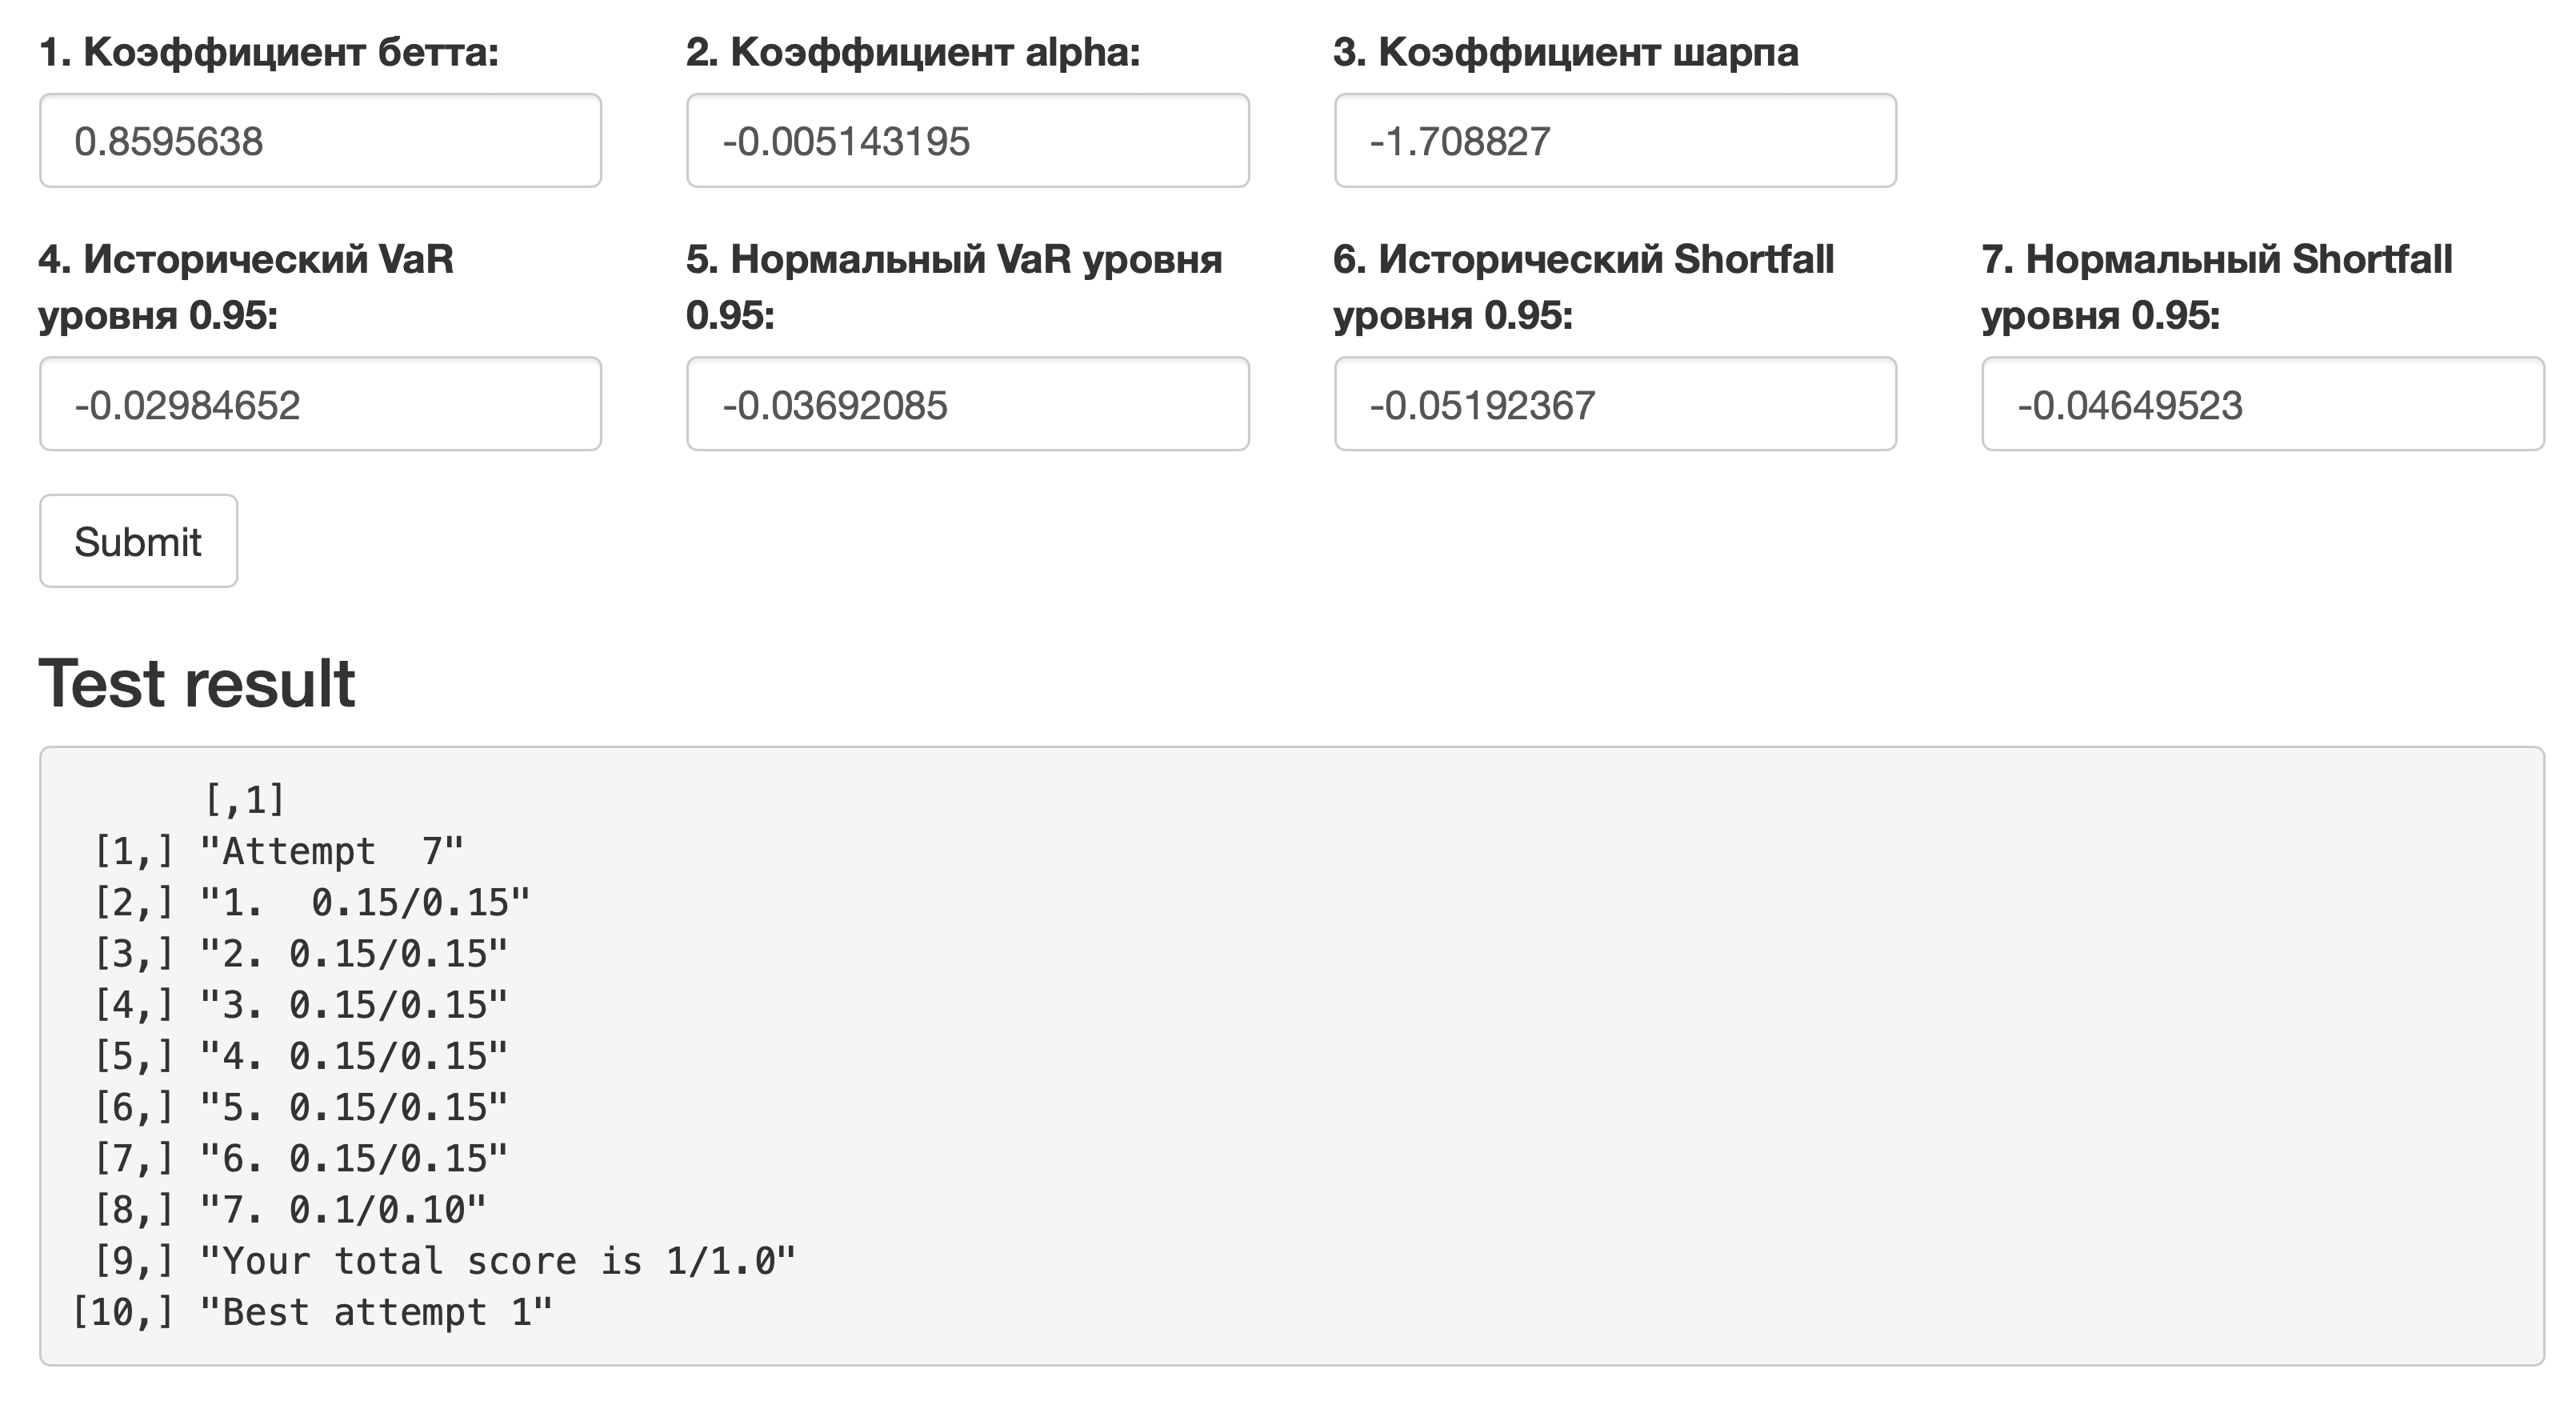 1. Коэффициент бетта:
2. Коэффициент alpha:
3. Коэффициент шарпа
0.8595638
-0.005143195
-1.708827
4. Исторический VaR
уровня 0.95:
5. Нормальный VaR уровня
0.95:
6. Исторический Shortfall
уровня 0.95:
7. Нормальный Shortfall
уровня 0.95:
-0.02984652
-0.03692085
-0.05192367
-0.04649523
Submit
Test result
[,1]
[1,] "Attempt  7"
[2,] "1.  0.15/0.15"
[3,] "2. 0.15/0.15"
[4,] "3. 0.15/0.15"
[5,] "4. 0.15/0.15"
[6,] "5. 0.15/0.15"
[7,] "6. 0.15/0.15"
[8,] "7. 0.1/0.10"
[9,] "Your total score is 1/1.0"
[10,] "Best attempt 1"